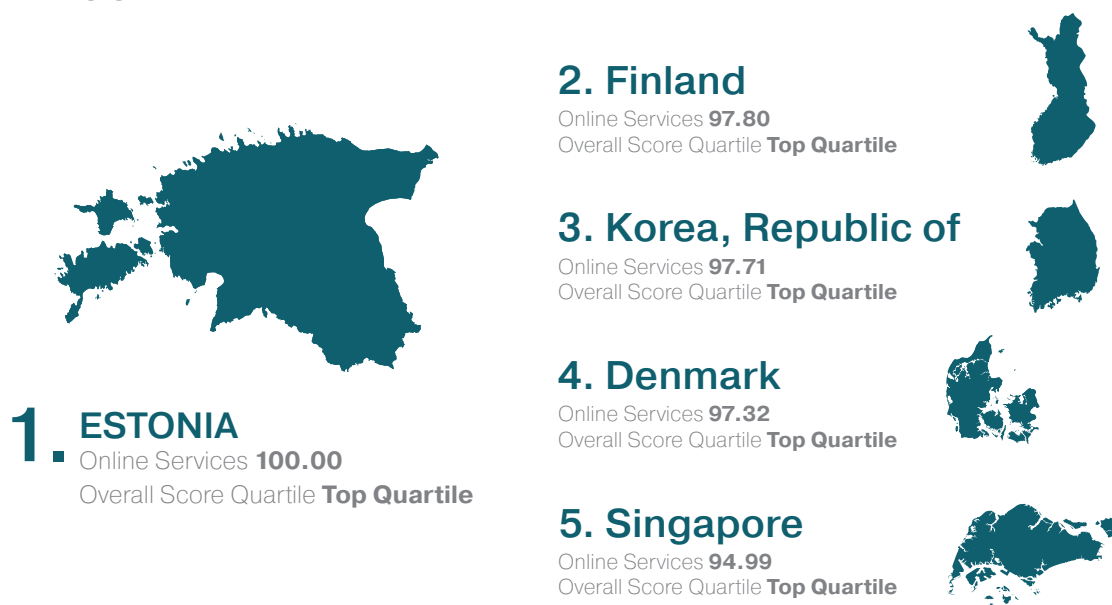 1. ESTONIA
Online Services 100.00
Overall Score Quartile Top Quartile
2. Finland
Online Services 97.80
Overall Score Quartile Top Quartile
3. Korea, Republic of
Online Services 97.71
Overall Score Quartile Top Quartile
4. Denmark
Online Services 97.32
Overall Score Quartile Top Quartile
5. Singapore
Online Services 94.99
Overall Score Quartile Top Quartile